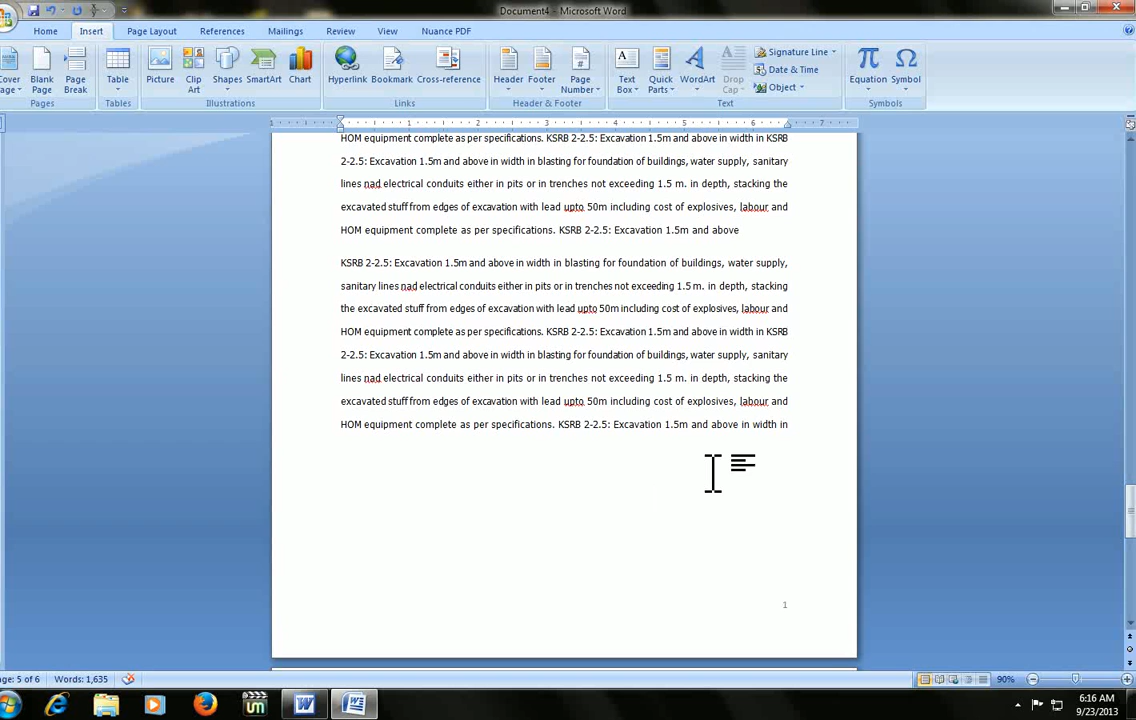 Document4 - Microsoft Word
Home Insert Page Layout References Mailings Review View Nuance PDF
Cover Page Blank Page Page Break Table Picture Clip Art Shapes SmartArt Chart Hyperlink Bookmark Cross-reference Header Footer Page Number Text Box Quick Parts WordArt Drop Cap Signature Line Date & Time Object Equation Symbol
Pages Tables Illustrations Links Header & Footer Text Symbols
1 1 2 3 4 5 6 7
HOM equipment complete as per specifications. KSRB 2-2.5: Excavation 1.5m and above in width in KSRB
2-2.5: Excavation 1.5m and above in width in blasting for foundation of buildings, water supply, sanitary
lines nad electrical conduits either in pits or in trenches not exceeding 1.5 m. in depth, stacking the
excavated stuff from edges of excavation with lead upto 50m including cost of explosives, labour and
HOM equipment complete as per specifications. KSRB 2-2.5: Excavation 1.5m and above
KSRB 2-2.5: Excavation 1.5m and above in width in blasting for foundation of buildings, water supply,
sanitary lines nad electrical conduits either in pits or in trenches not exceeding 1.5 m. in depth, stacking
the excavated stuff from edges of excavation with lead upto 50m including cost of explosives, labour and
HOM equipment complete as per specifications. KSRB 2-2.5: Excavation 1.5m and above in width in KSRB
2-2.5: Excavation 1.5m and above in width in blasting for foundation of buildings, water supply, sanitary
lines nad electrical conduits either in pits or in trenches not exceeding 1.5 m. in depth, stacking the
excavated stuff from edges of excavation with lead upto 50m including cost of explosives, labour and
HOM equipment complete as per specifications. KSRB 2-2.5: Excavation 1.5m and above in width in
1
age: 5 of 6 Words: 1,635 90%
um
6:16 AM
9/23/2013